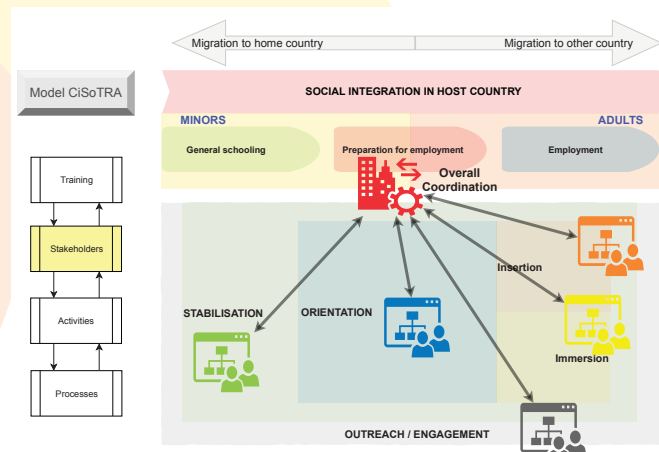 Migration to home country
Migration to other country
Model CiSoTRA
SOCIAL INTEGRATION IN HOST COUNTRY
MINORS
ADULTS
General schooling
Preparation for employment
Employment
Overall
Coordination
Training
Stakeholders
Activities
Processes
Insertion
STABILISATION
ORIENTATION
Immersion
OUTREACH / ENGAGEMENT